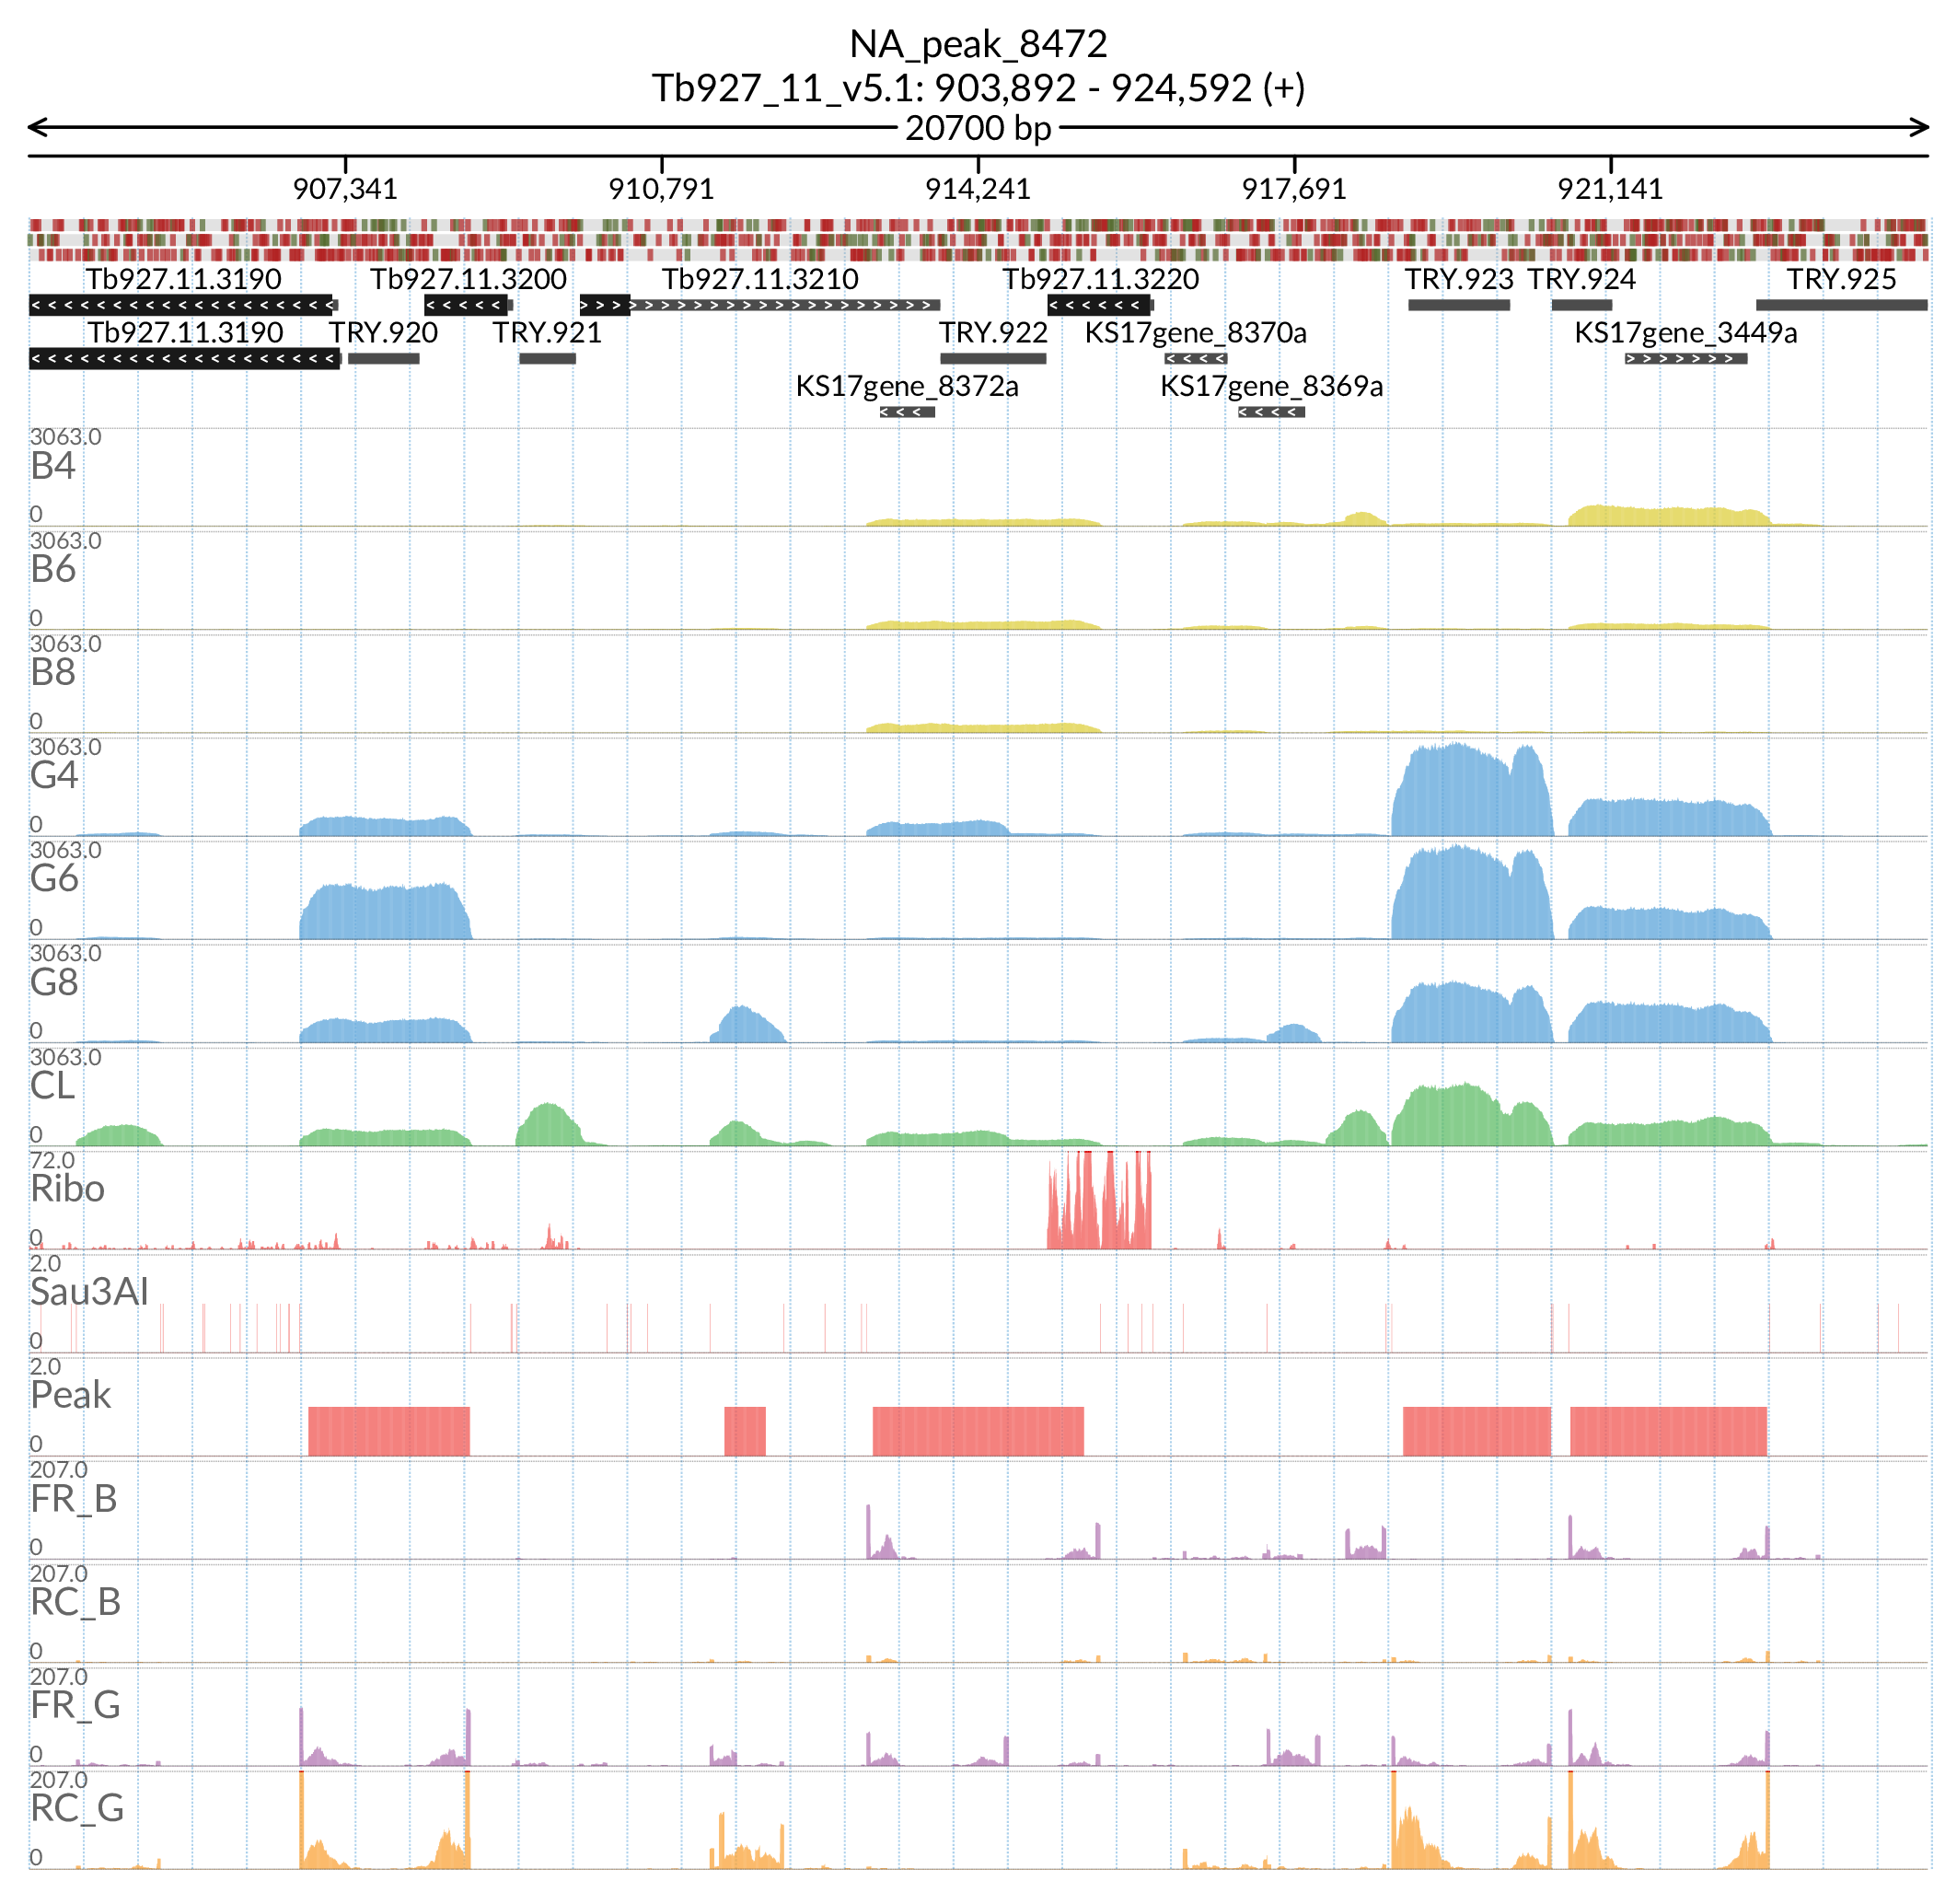 NA_peak_8472
Tb927_11_v5.1: 903,892 - 924,592 (+)
20700 bp
907,341 910,791 914,241 917,691 921,141
Tb927.11.3190 Tb927.11.3200 Tb927.11.3210 Tb927.11.3220 TRY.923 TRY.924 TRY.925
Tb927.11.3190 TRY.920 TRY.921 TRY.922 KS17gene_8370a KS17gene_3449a
KS17gene_8372a KS17gene_8369a
3063.0
B4
0
3063.0
B6
0
3063.0
B8
0
3063.0
G4
0
3063.0
G6
0
3063.0
G8
0
3063.0
CL
0
72.0
Ribo
0
2.0
Sau3AI
0
2.0
Peak
0
207.0
FR_B
0
207.0
RC_B
0
207.0
FR_G
0
207.0
RC_G
0